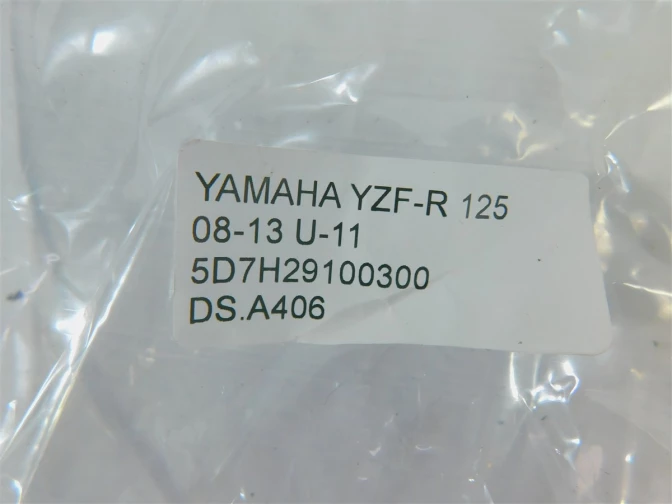 YAMAHA YZF-R 125
08-13 U-11
5D7H29100300
DS.A406